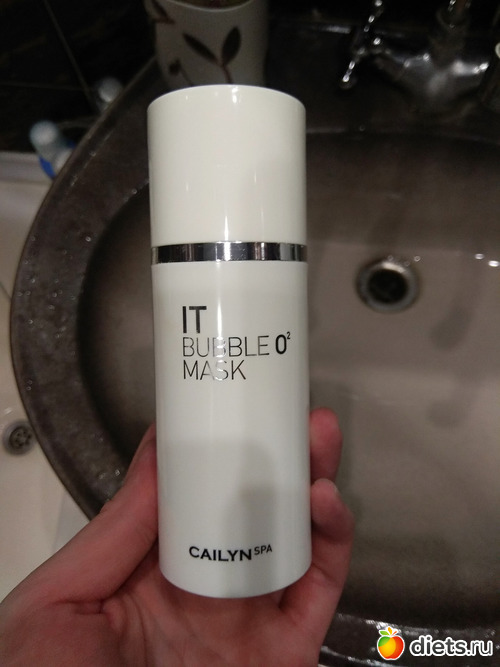 IT
BUBBLE O²
MASK
CAILYN SPA
diets.ru